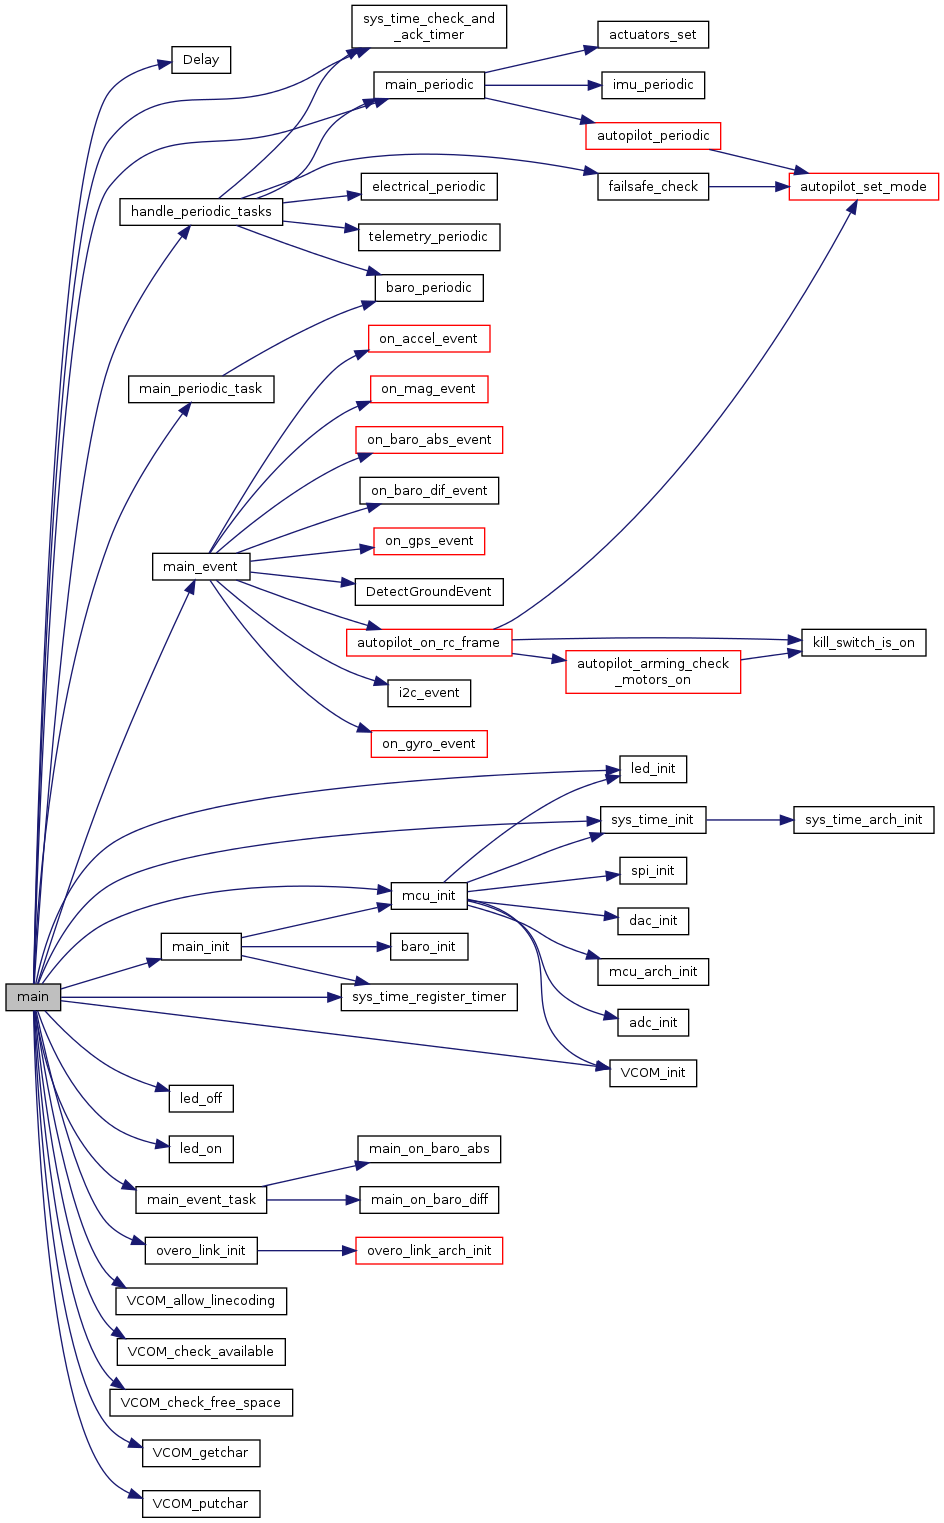 sys_time_check_and
_ack_timer
actuators_set
Delay
main_periodic
imu_periodic
autopilot_periodic
electrical_periodic
failsafe_check
autopilot_set_mode
handle_periodic_tasks
telemetry_periodic
baro_periodic
on_accel_event
main_periodic_task
on_mag_event
on_baro_abs_event
on_baro_dif_event
on_gps_event
main_event
DetectGroundEvent
autopilot_on_rc_frame
kill_switch_is_on
autopilot_arming_check
_motors_on
i2c_event
on_gyro_event
led_init
sys_time_init
sys_time_arch_init
spi_init
mcu_init
dac_init
main_init
baro_init
mcu_arch_init
main
sys_time_register_timer
adc_init
VCOM_init
led_off
led_on
main_on_baro_abs
main_event_task
main_on_baro_diff
overo_link_init
overo_link_arch_init
VCOM_allow_linecoding
VCOM_check_available
VCOM_check_free_space
VCOM_getchar
VCOM_putchar